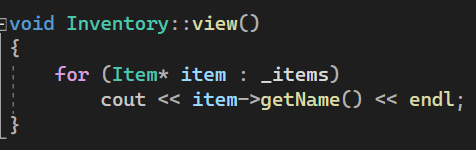 void Inventory::view()
{
    for (Item* item : _items)
        cout << item->getName() << endl;
}